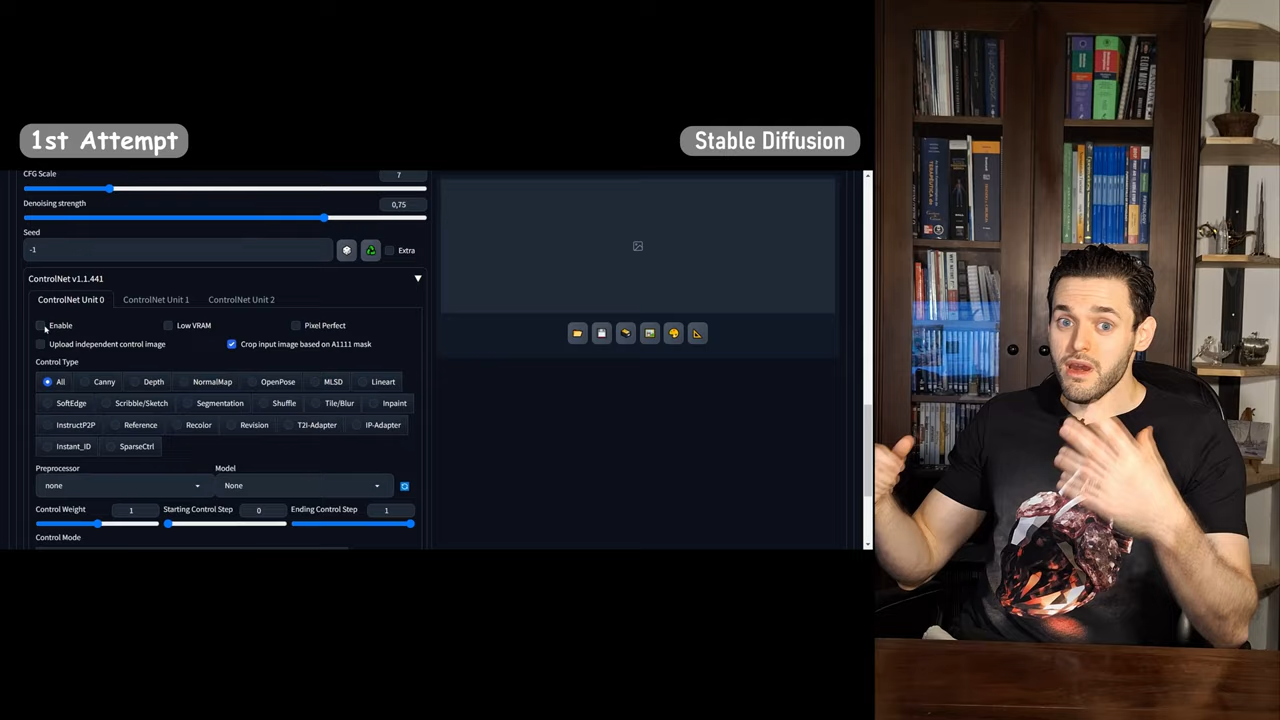 1st Attempt
Stable Diffusion
CFG Scale
7
Denoising strength
0,75
Seed
-1
Extra
ControlNet v1.1.441
ControlNet Unit 0 ControlNet Unit 1 ControlNet Unit 2
Enable Low VRAM Pixel Perfect
Upload independent control image Crop input image based on A1111 mask
Control Type
All Canny Depth NormalMap OpenPose MLSD Lineart
SoftEdge Scribble/Sketch Segmentation Shuffle Tile/Blur Inpaint
InstructP2P Reference Recolor Revision T2I-Adapter IP-Adapter
Instant_ID SparseCtrl
Preprocessor Model
none None
Control Weight 1 Starting Control Step 0 Ending Control Step 1
Control Mode
ELON MUSK